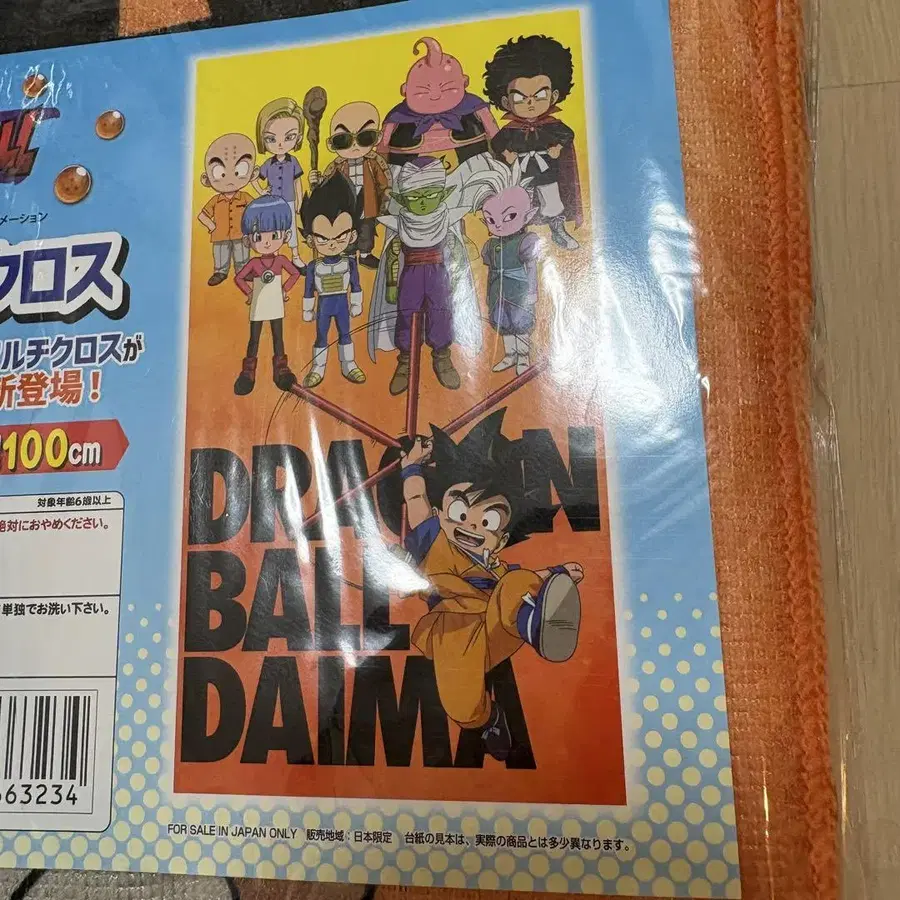 メーション
クロス
ルチクロスが
新登場！
100cm
対象年齢6歳以上
絶対におやめください。
単独でお洗い下さい。
663234
DRAGON
BALL
DAIMA
FOR SALE IN JAPAN ONLY 販売地域：日本限定 台紙の見本は、実際の商品とは多少異なります。